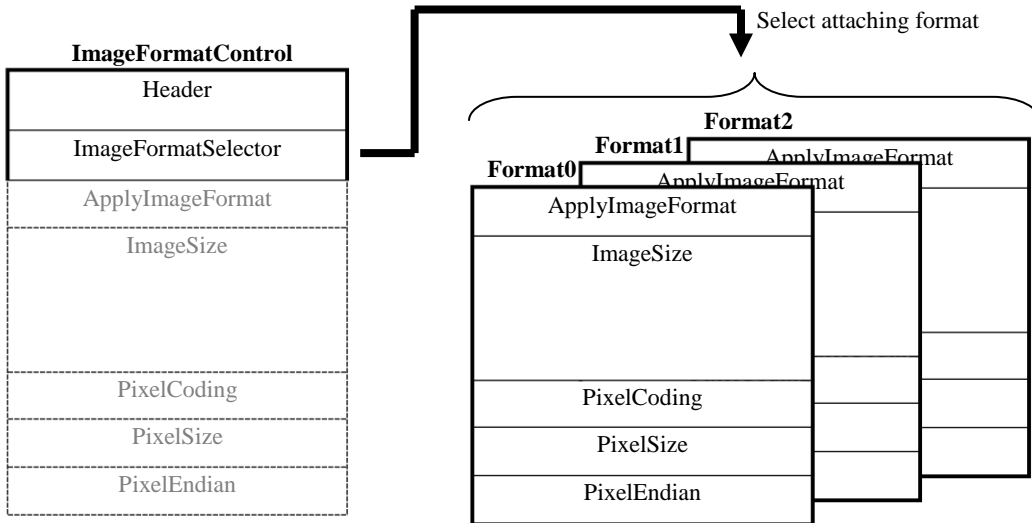 Select attaching format
ImageFormatControl
Header
ImageFormatSelector
ApplyImageFormat
ImageSize
PixelCoding
PixelSize
PixelEndian
Format2
ApplyImageFormat
Format1
ApplyImageFormat
Format0
ApplyImageFormat
ImageSize
PixelCoding
PixelSize
PixelEndian